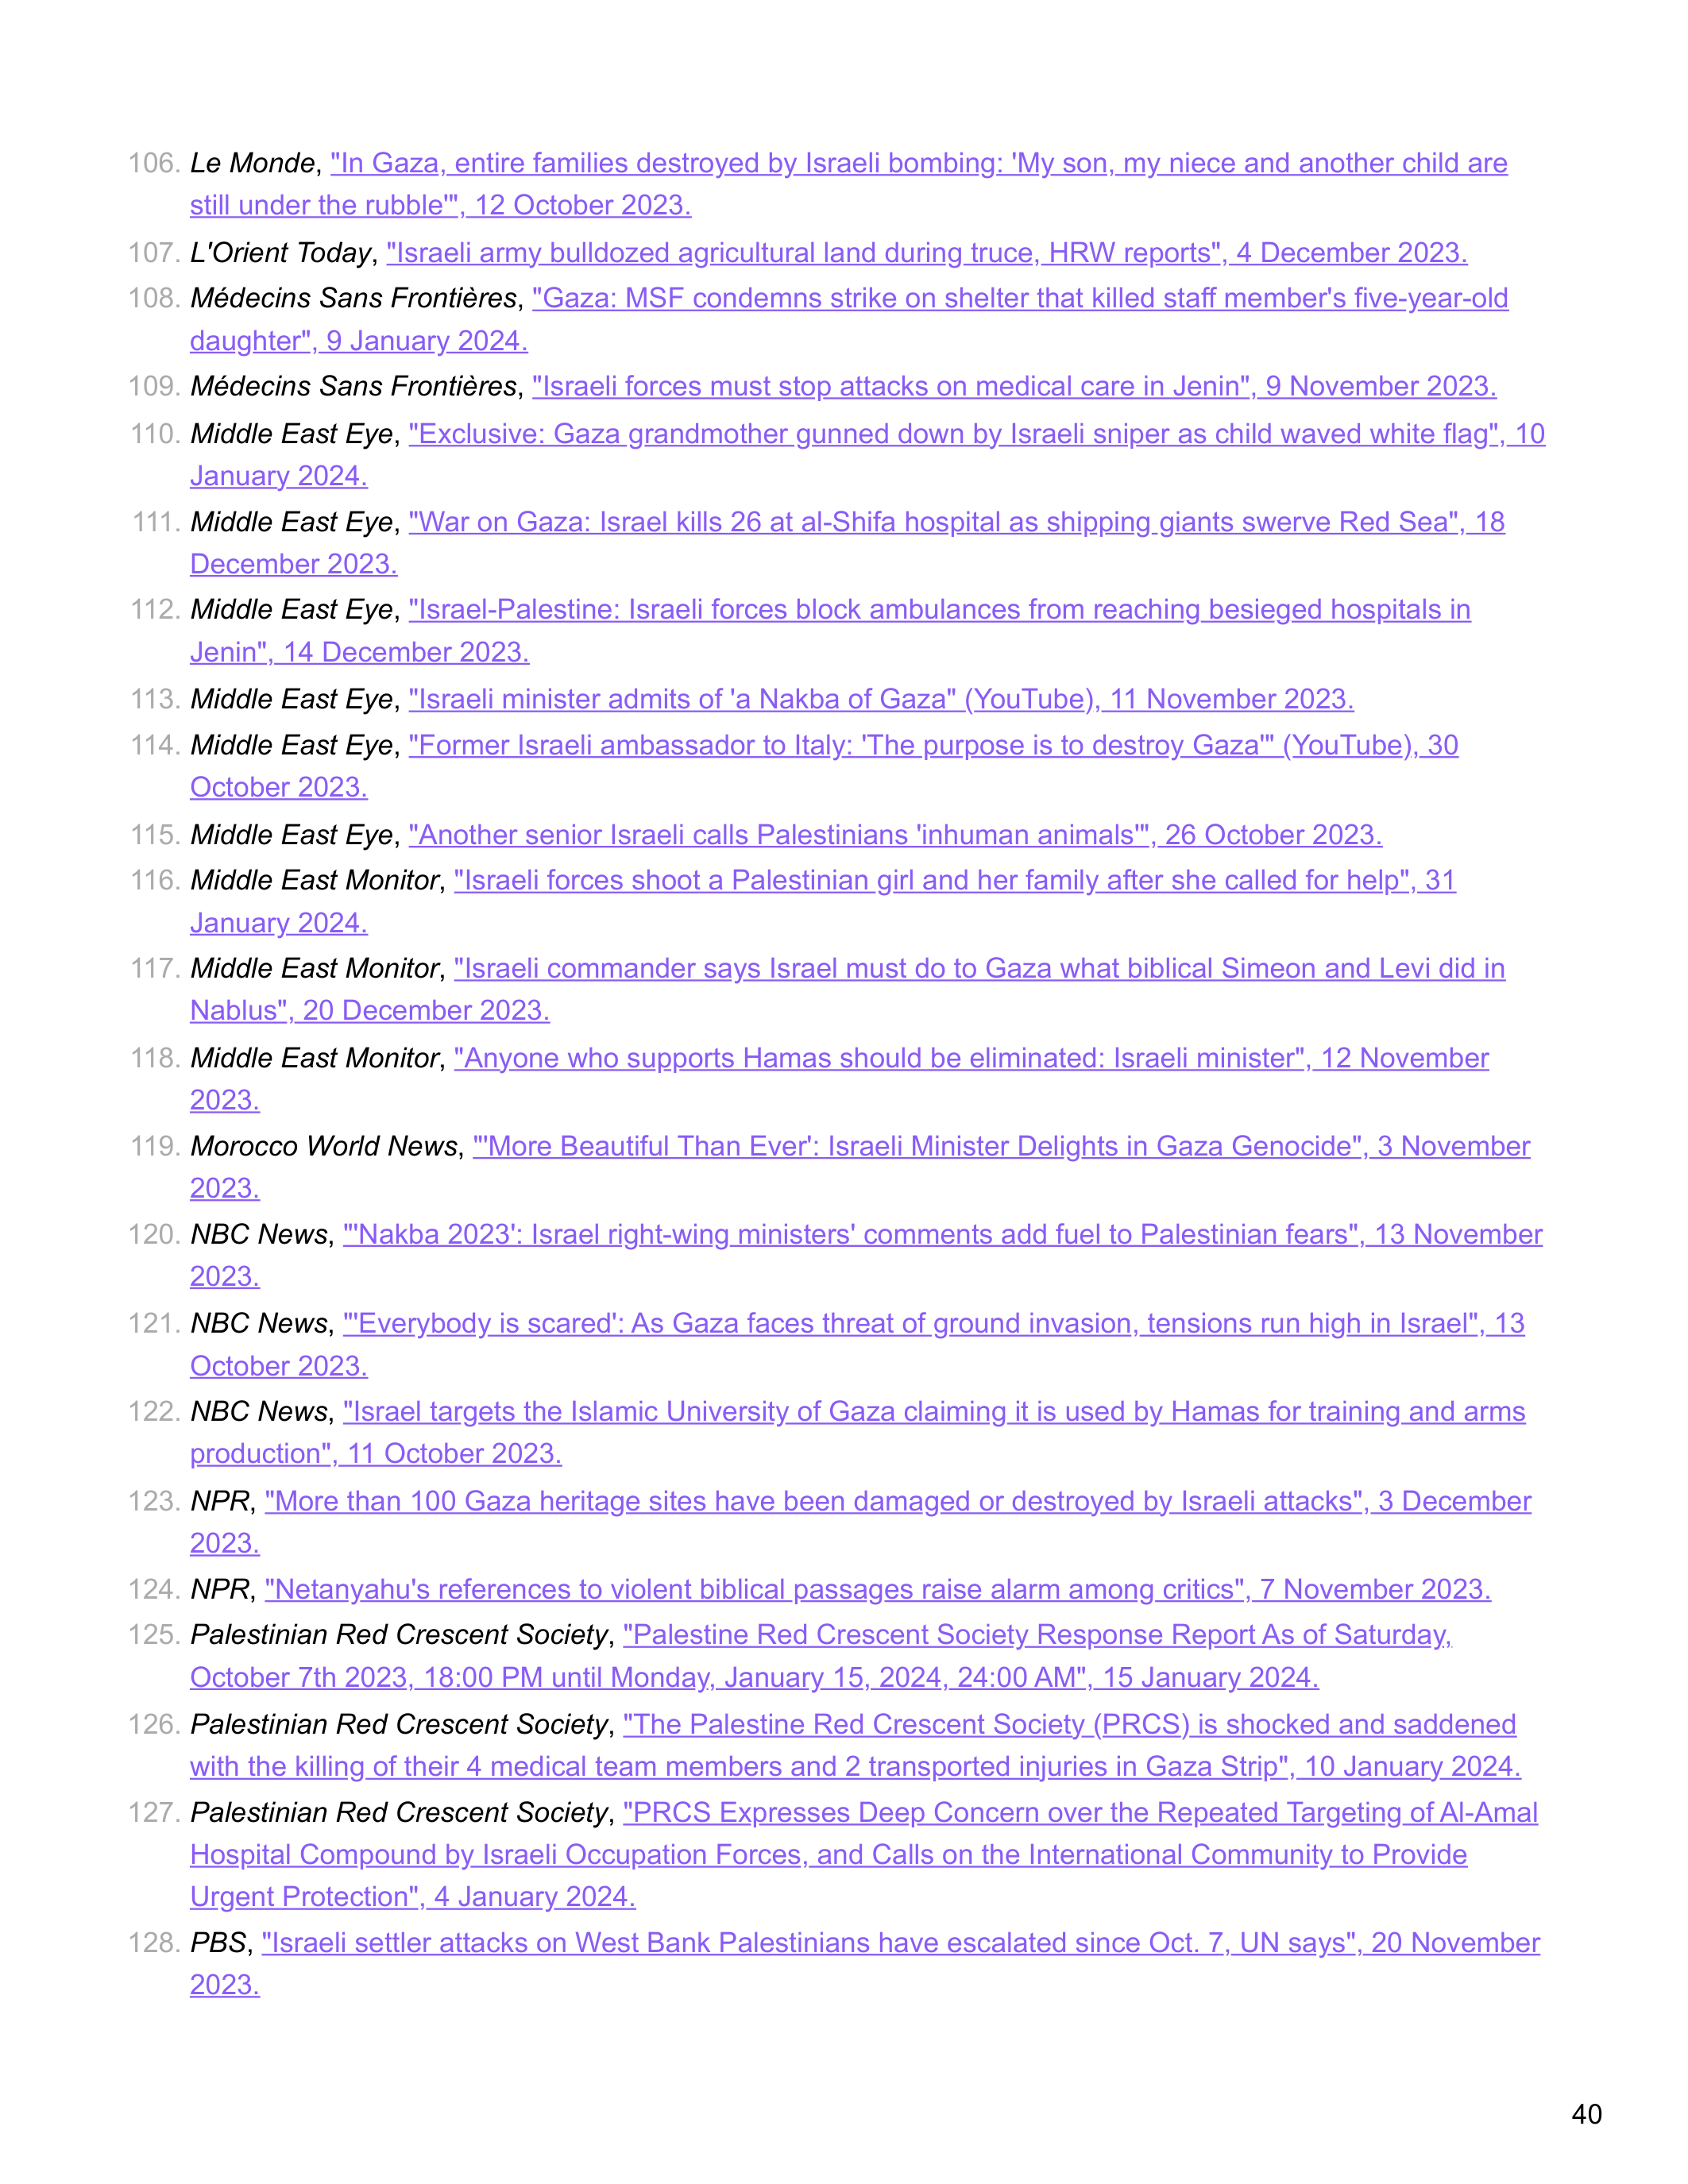 106. Le Monde, "In Gaza, entire families destroyed by Israeli bombing: 'My son, my niece and another child are
still under the rubble'", 12 October 2023.
107. L'Orient Today, "Israeli army bulldozed agricultural land during truce, HRW reports", 4 December 2023.
108. Médecins Sans Frontières, "Gaza: MSF condemns strike on shelter that killed staff member's five-year-old
daughter", 9 January 2024.
109. Médecins Sans Frontières, "Israeli forces must stop attacks on medical care in Jenin", 9 November 2023.
110. Middle East Eye, "Exclusive: Gaza grandmother gunned down by Israeli sniper as child waved white flag", 10
January 2024.
111. Middle East Eye, "War on Gaza: Israel kills 26 at al-Shifa hospital as shipping giants swerve Red Sea", 18
December 2023.
112. Middle East Eye, "Israel-Palestine: Israeli forces block ambulances from reaching besieged hospitals in
Jenin", 14 December 2023.
113. Middle East Eye, "Israeli minister admits of 'a Nakba of Gaza" (YouTube), 11 November 2023.
114. Middle East Eye, "Former Israeli ambassador to Italy: 'The purpose is to destroy Gaza'" (YouTube), 30
October 2023.
115. Middle East Eye, "Another senior Israeli calls Palestinians 'inhuman animals'", 26 October 2023.
116. Middle East Monitor, "Israeli forces shoot a Palestinian girl and her family after she called for help", 31
January 2024.
117. Middle East Monitor, "Israeli commander says Israel must do to Gaza what biblical Simeon and Levi did in
Nablus", 20 December 2023.
118. Middle East Monitor, "Anyone who supports Hamas should be eliminated: Israeli minister", 12 November
2023.
119. Morocco World News, "'More Beautiful Than Ever': Israeli Minister Delights in Gaza Genocide", 3 November
2023.
120. NBC News, "'Nakba 2023': Israel right-wing ministers' comments add fuel to Palestinian fears", 13 November
2023.
121. NBC News, "'Everybody is scared': As Gaza faces threat of ground invasion, tensions run high in Israel", 13
October 2023.
122. NBC News, "Israel targets the Islamic University of Gaza claiming it is used by Hamas for training and arms
production", 11 October 2023.
123. NPR, "More than 100 Gaza heritage sites have been damaged or destroyed by Israeli attacks", 3 December
2023.
124. NPR, "Netanyahu's references to violent biblical passages raise alarm among critics", 7 November 2023.
125. Palestinian Red Crescent Society, "Palestine Red Crescent Society Response Report As of Saturday,
October 7th 2023, 18:00 PM until Monday, January 15, 2024, 24:00 AM", 15 January 2024.
126. Palestinian Red Crescent Society, "The Palestine Red Crescent Society (PRCS) is shocked and saddened
with the killing of their 4 medical team members and 2 transported injuries in Gaza Strip", 10 January 2024.
127. Palestinian Red Crescent Society, "PRCS Expresses Deep Concern over the Repeated Targeting of Al-Amal
Hospital Compound by Israeli Occupation Forces, and Calls on the International Community to Provide
Urgent Protection", 4 January 2024.
128. PBS, "Israeli settler attacks on West Bank Palestinians have escalated since Oct. 7, UN says", 20 November
2023.
40